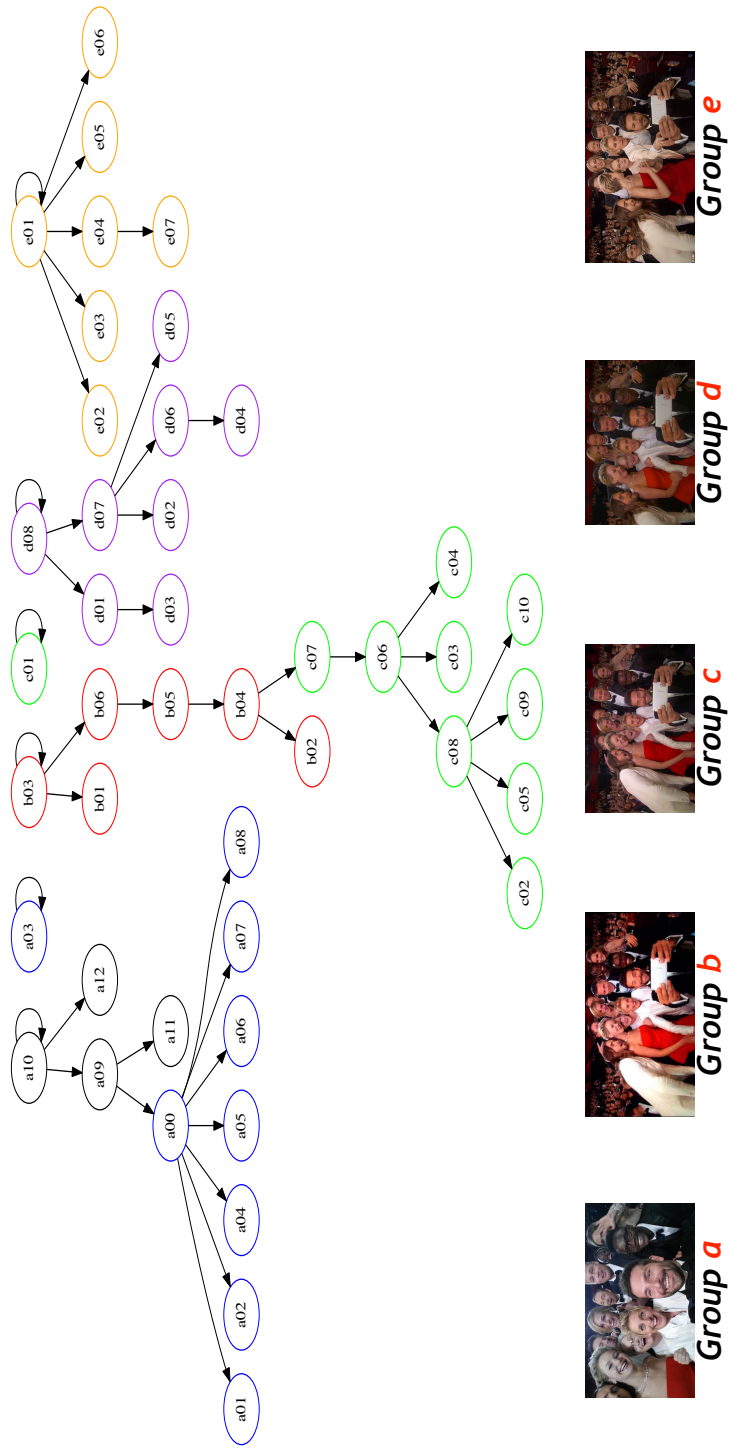 a10 a03 b03 c01 d08 e01
a09 a12 b01 b06 d01 d07 e02 e03 e04 e05 e06
a00 a11 b05 d03 d02 d06 d05 e07
a01 a02 a04 a05 a06 a07 a08 b04 d04
b02 c07
c06
c08 c03 c04
c02 c05 c09 c10
Group a Group b Group c Group d Group e